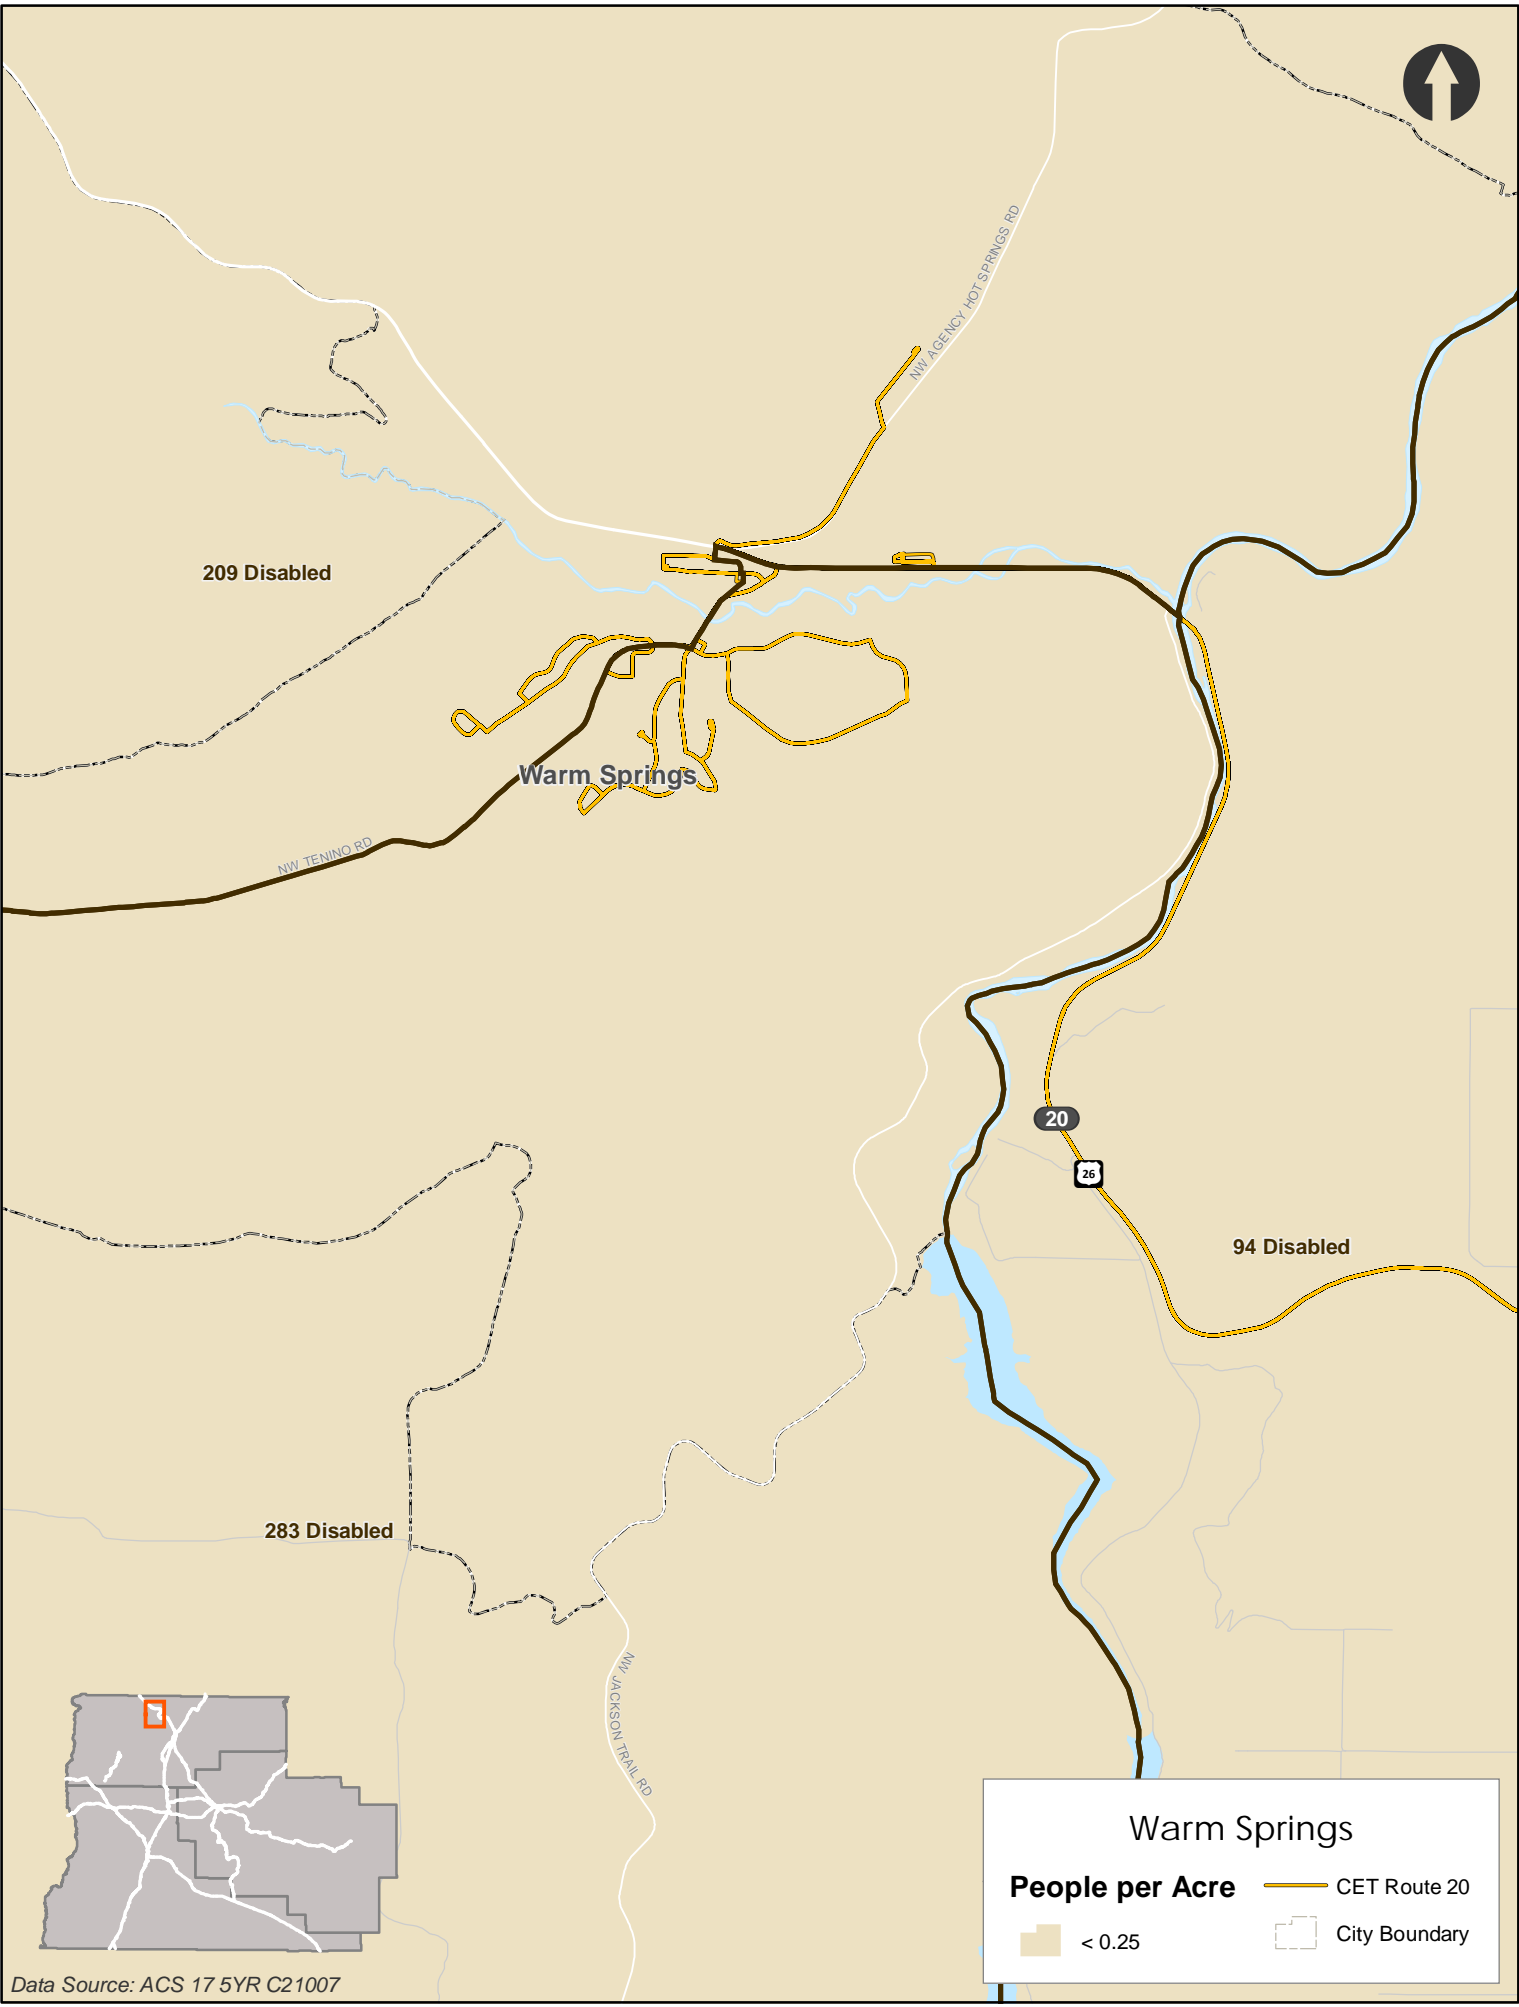 NW AGENCY HOT SPRINGS RD
209 Disabled
Warm Springs
NW TENINO RD
20
26
94 Disabled
283 Disabled
NW JACKSON TRAIL RD
Warm Springs
People per Acre
CET Route 20
< 0.25
City Boundary
Data Source: ACS 17 5YR C21007